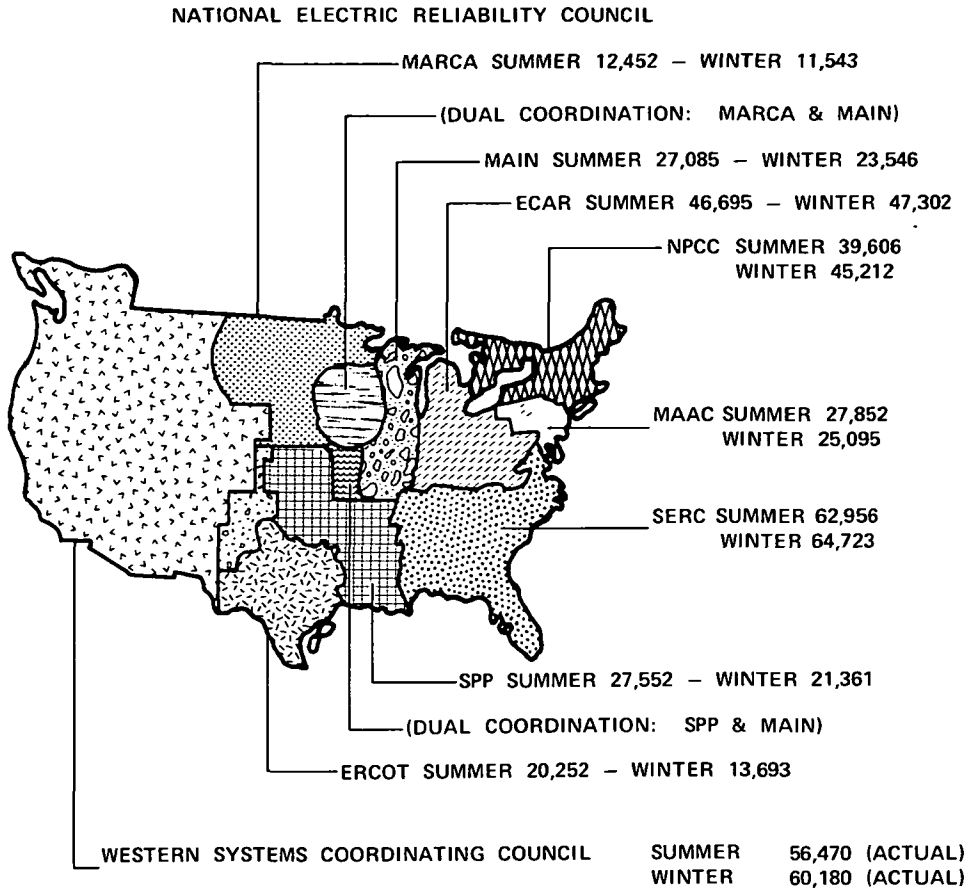 NATIONAL ELECTRIC RELIABILITY COUNCIL
MARCA SUMMER 12,452 – WINTER 11,543
(DUAL COORDINATION: MARCA & MAIN)
MAIN SUMMER 27,085 – WINTER 23,546
ECAR SUMMER 46,695 – WINTER 47,302
NPCC SUMMER 39,606
WINTER 45,212
MAAC SUMMER 27,852
WINTER 25,095
SERC SUMMER 62,956
WINTER 64,723
SPP SUMMER 27,552 – WINTER 21,361
(DUAL COORDINATION: SPP & MAIN)
ERCOT SUMMER 20,252 – WINTER 13,693
WESTERN SYSTEMS COORDINATING COUNCIL SUMMER 56,470 (ACTUAL)
WINTER 60,180 (ACTUAL)